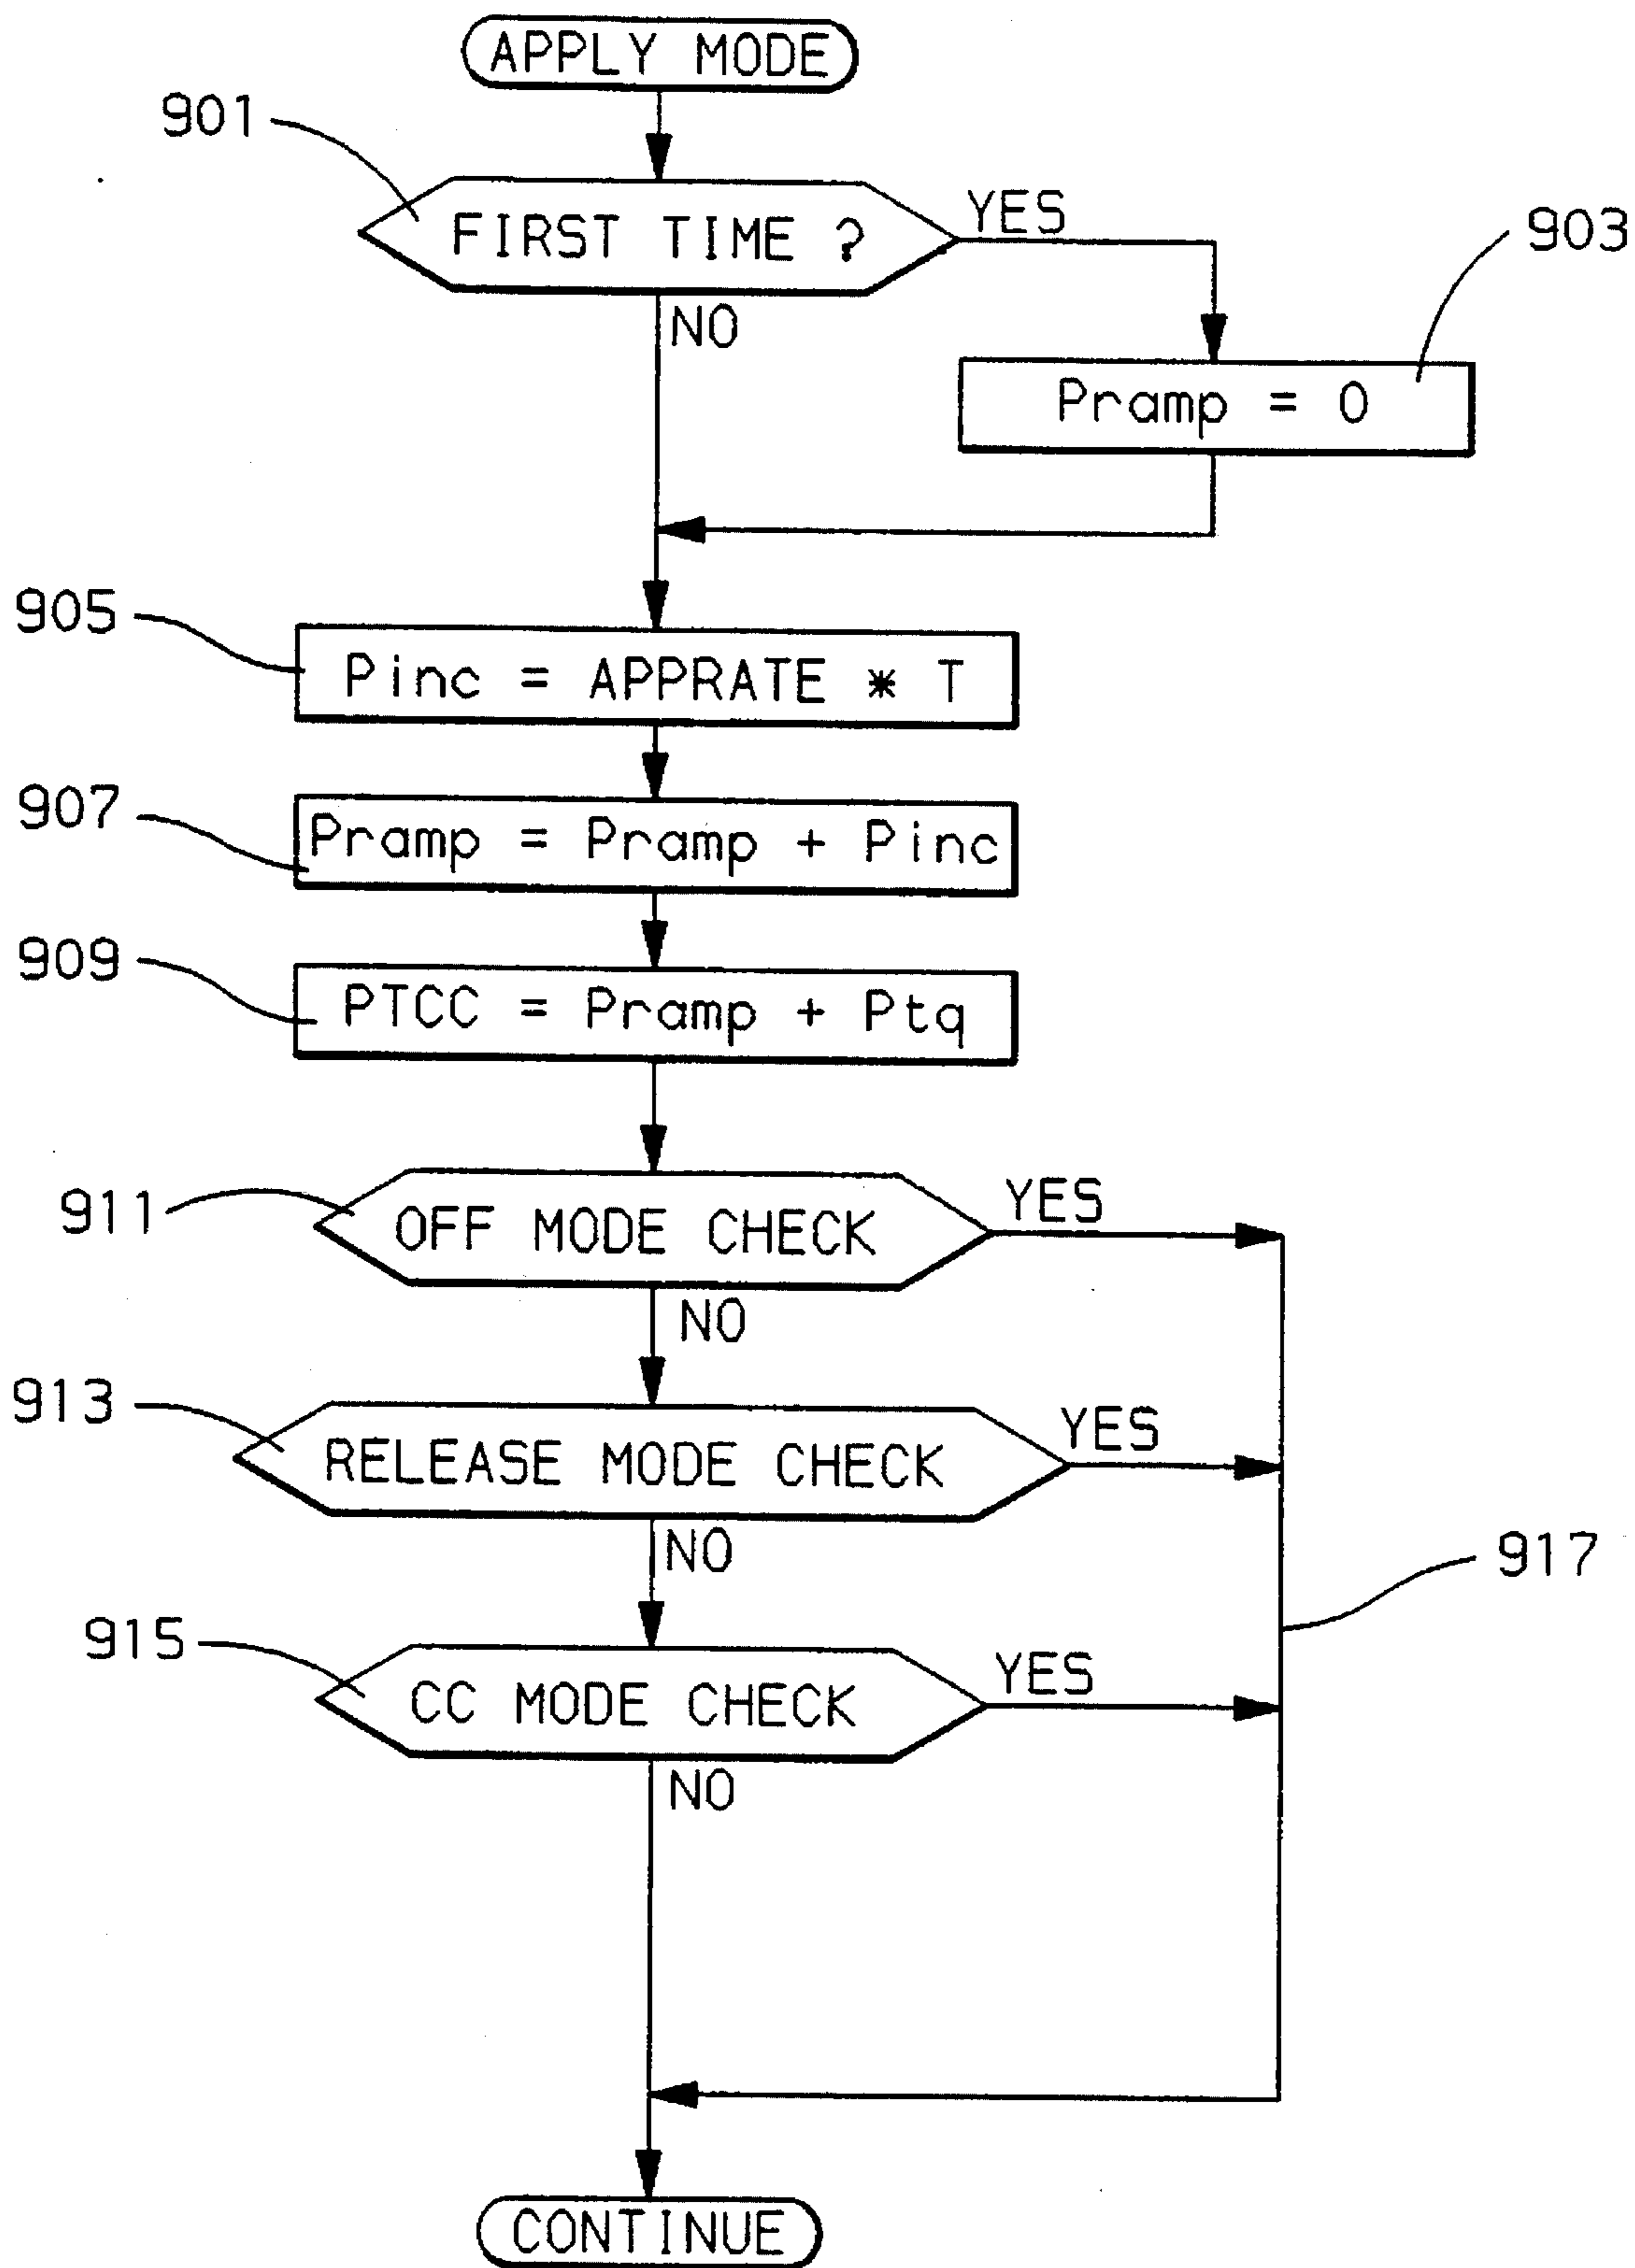 APPLY MODE
901
FIRST TIME ?
YES
903
NO
Pramp = 0
905
Pinc = APPRATE * T
907
Pramp = Pramp + Pinc
909
PTCC = Pramp + Ptq
911
OFF MODE CHECK
YES
NO
913
RELEASE MODE CHECK
YES
NO
917
915
CC MODE CHECK
YES
NO
CONTINUE